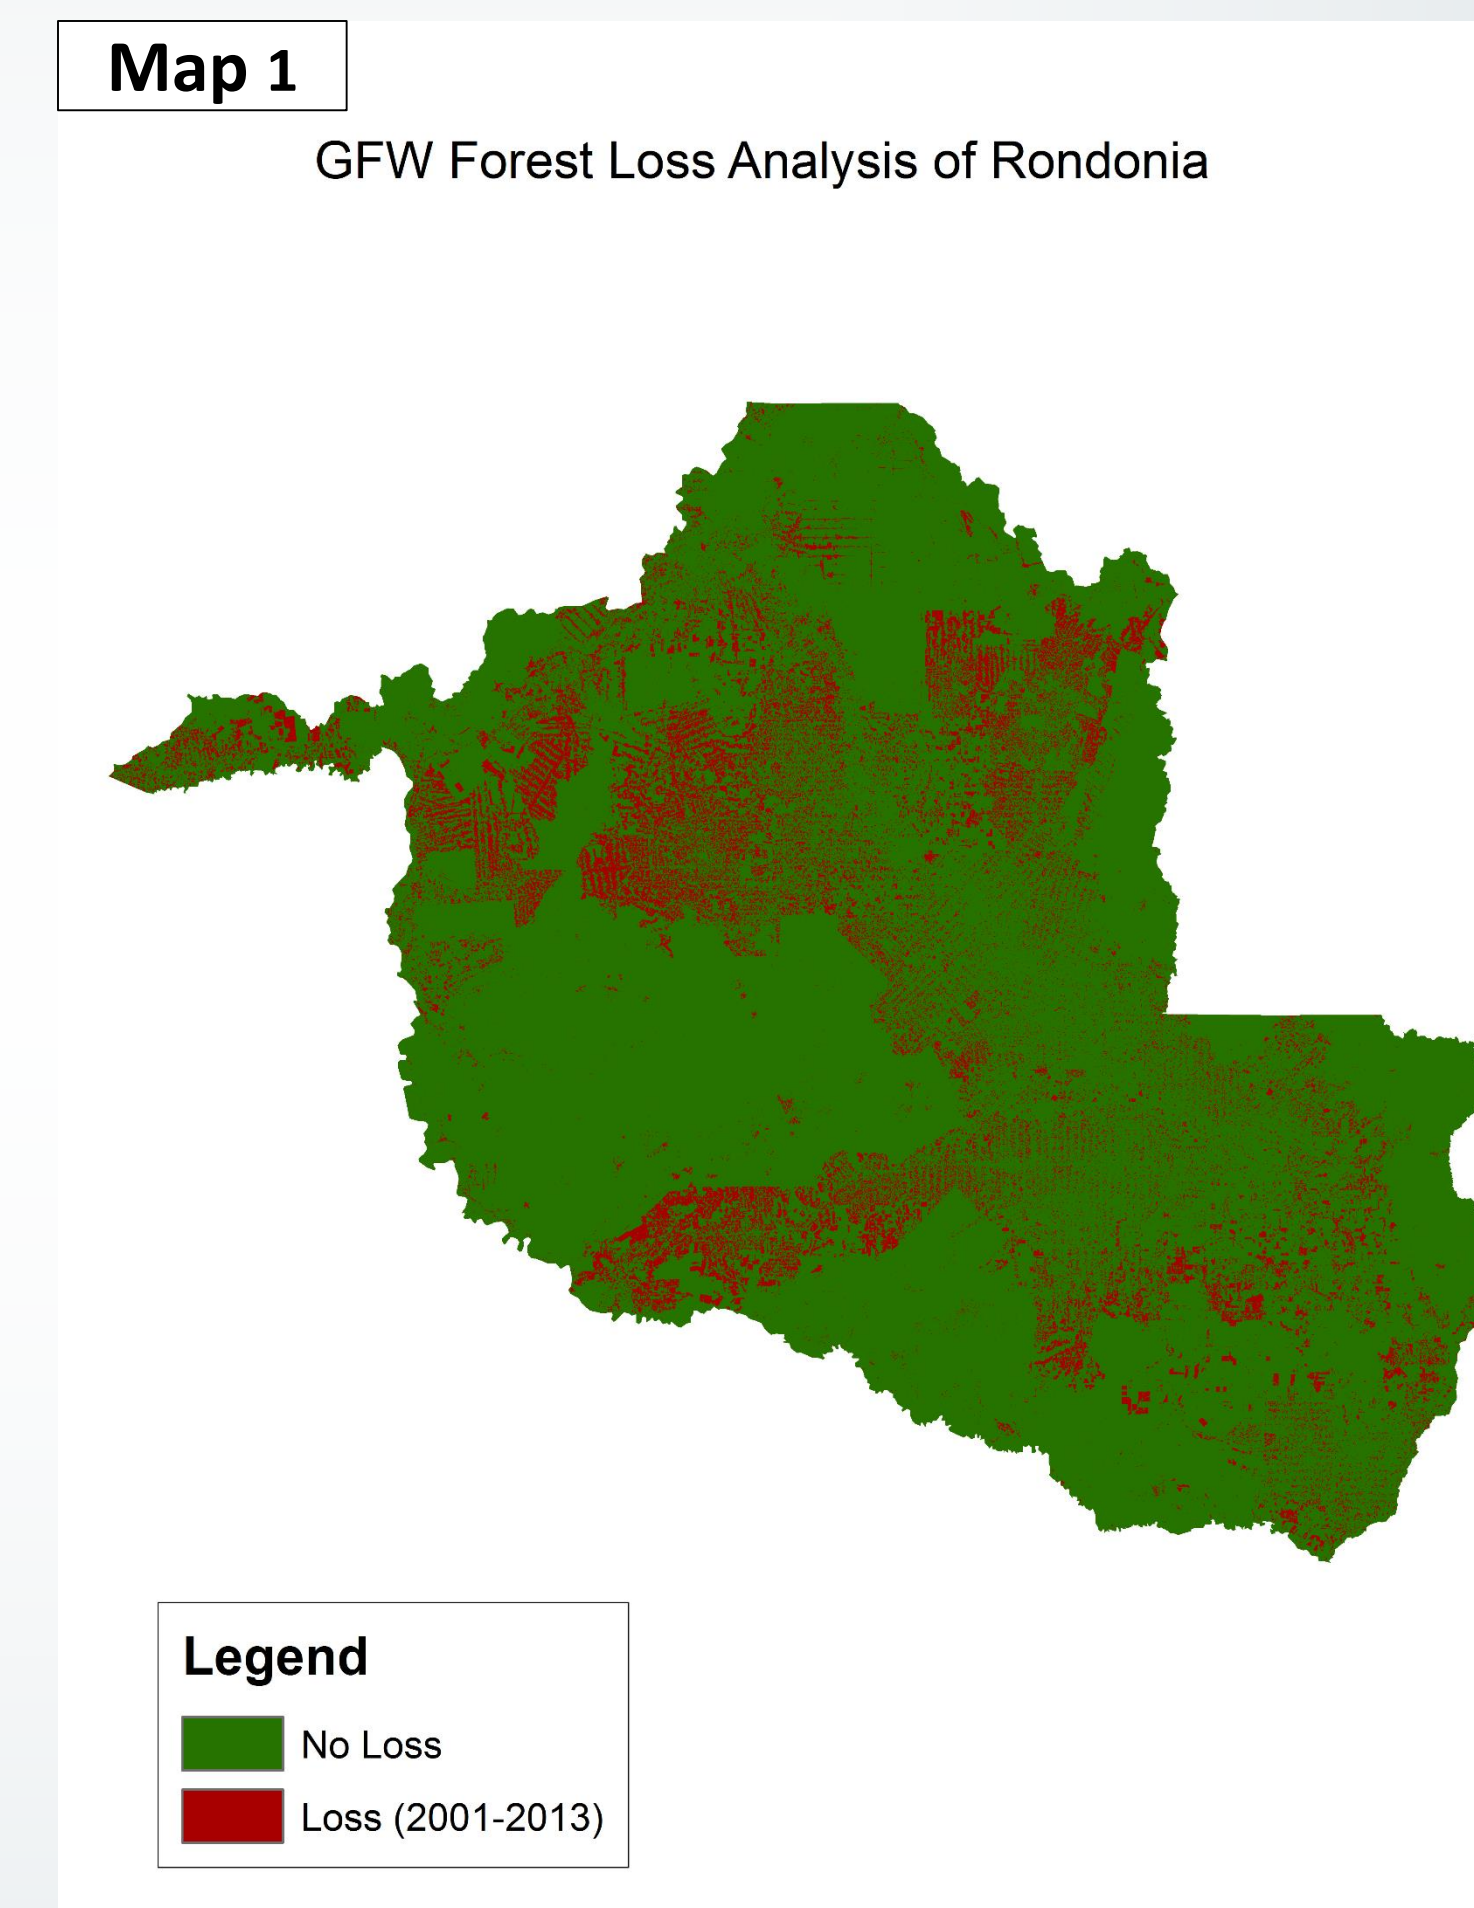 Map 1
GFW Forest Loss Analysis of Rondonia
Legend
No Loss
Loss (2001-2013)